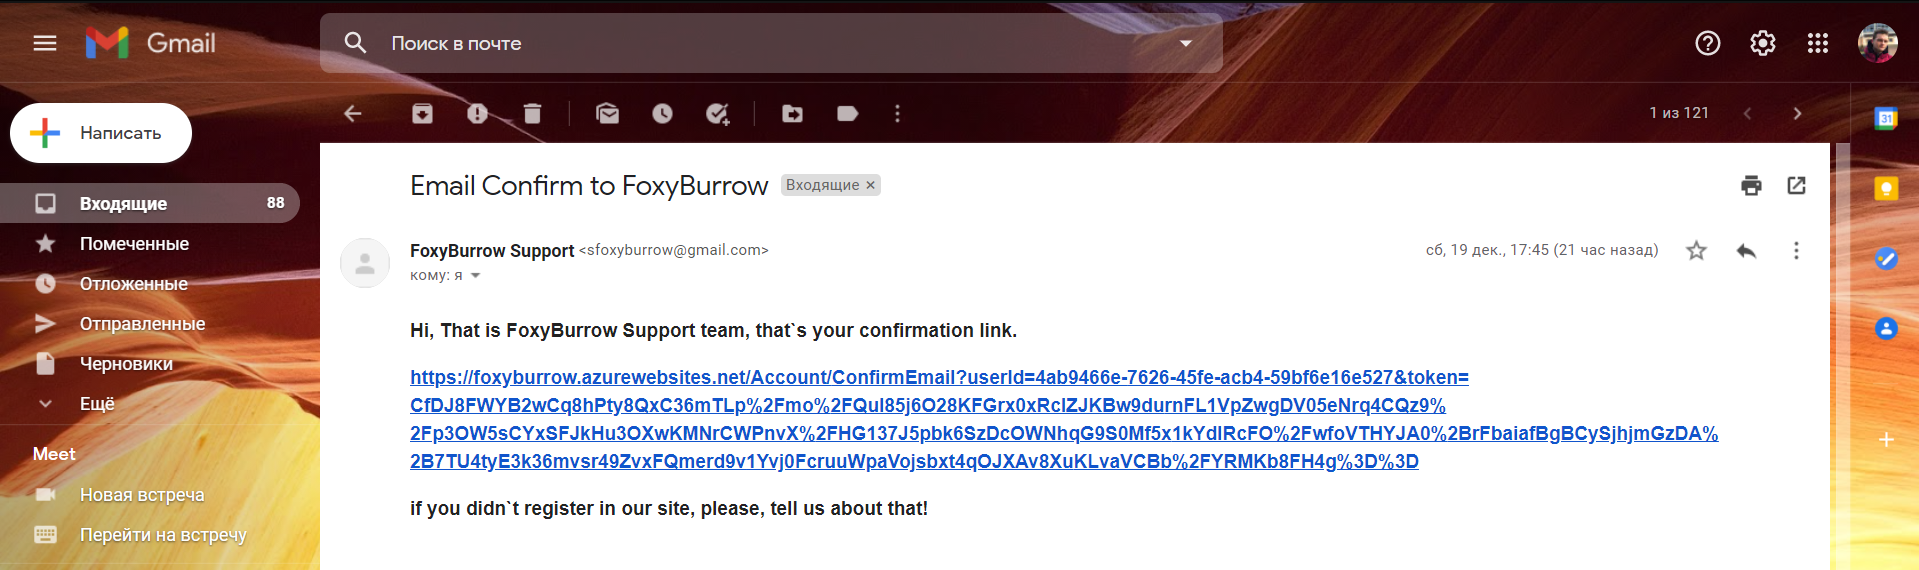 Gmail
Поиск в почте
Написать
1 из 121
31
Входящие 88
Помеченные
Отложенные
Отправленные
Черновики
Ещё
Meet
Новая встреча
Перейти на встречу
Email Confirm to FoxyBurrow Входящие ×
FoxyBurrow Support <sfoxyburrow@gmail.com>
сб, 19 дек., 17:45 (21 час назад)
кому: я
Hi, That is FoxyBurrow Support team, that`s your confirmation link.
https://foxyburrow.azurewebsites.net/Account/ConfirmEmail?userId=4ab9466e-7626-45fe-acb4-59bf6e16e527&token=
CfDJ8FWYB2wCq8hPty8QxC36mTLp%2Fmo%2FQul85j6O28KFGrx0xRclZJKBw9durnFL1VpZwgDV05eNrq4CQz9%
2Fp3OW5sCYxSFJkHu3OXwKMNrCWPnvX%2FHG137J5pbk6SzDcOWNhqG9S0Mf5x1kYdIRcFO%2FwfoVTHYJA0%2BrFbaiafBgBCySjhjmGzDA%
2B7TU4tyE3k36mvsr49ZvxFQmerd9v1Yvj0FcruuWpaVojsbxt4qOJXAv8XuKLvaVCBb%2FYRMKb8FH4g%3D%3D
if you didn`t register in our site, please, tell us about that!